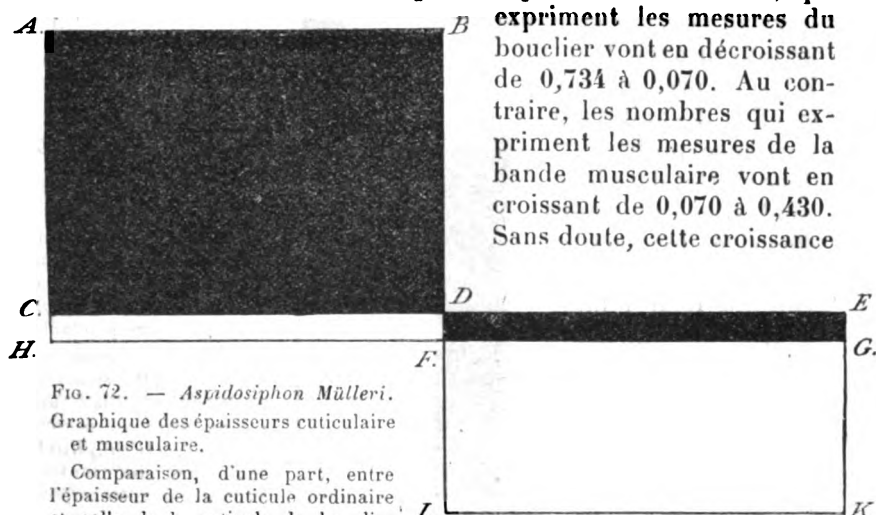 A. B
expriment les mesures du
bouclier vont en décroissant
de 0,734 à 0,070. Au con-
traire, les nombres qui ex-
priment les mesures de la
bande musculaire vont en
croissant de 0,070 à 0,430.
Sans doute, cette croissance
C. D E
H. F. G.
FIG. 72. — Aspidosiphon Mülleri.
Graphique des épaisseurs cuticulaire
et musculaire.
Comparaison, d'une part, entre
l'épaisseur de la cuticule ordinaire
K